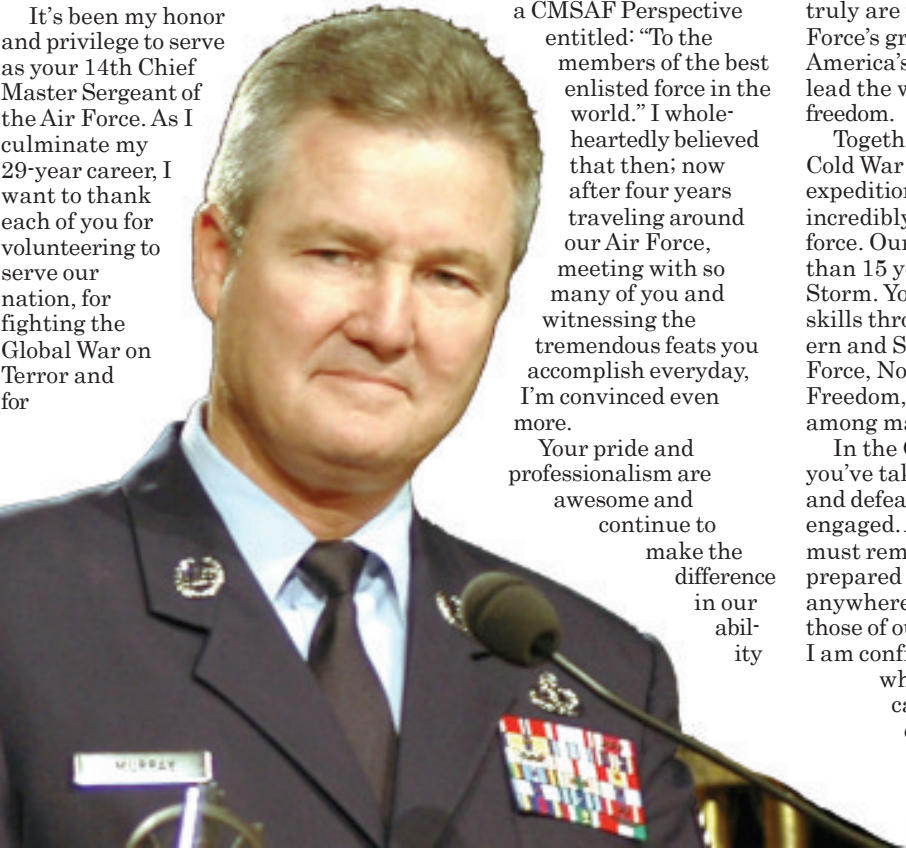 It's been my honor
and privilege to serve
as your 14th Chief
Master Sergeant of
the Air Force. As I
culminate my
29-year career, I
want to thank
each of you for
volunteering to
serve our
nation, for
fighting the
Global War on
Terror and
for
a CMSAF Perspective
entitled: “To the
members of the best
enlisted force in the
world.” I whole-
heartedly believed
that then; now
after four years
traveling around
our Air Force,
meeting with so
many of you and
witnessing the
tremendous feats you
accomplish everyday,
I'm convinced even
more.
Your pride and
professionalism are
awesome and
continue to
make the
difference
in our
abil-
ity
truly are
Force's gr
America's
lead the w
freedom.
Togeth
Cold War
expedition
incredibly
force. Our
than 15 y
Storm. Yo
skills thro
ern and S
Force, No
Freedom,
among ma
In the
you've tak
and defea
engaged.
must rem
prepared
anywhere
those of ou
I am confi
wh
ca
MURRAY